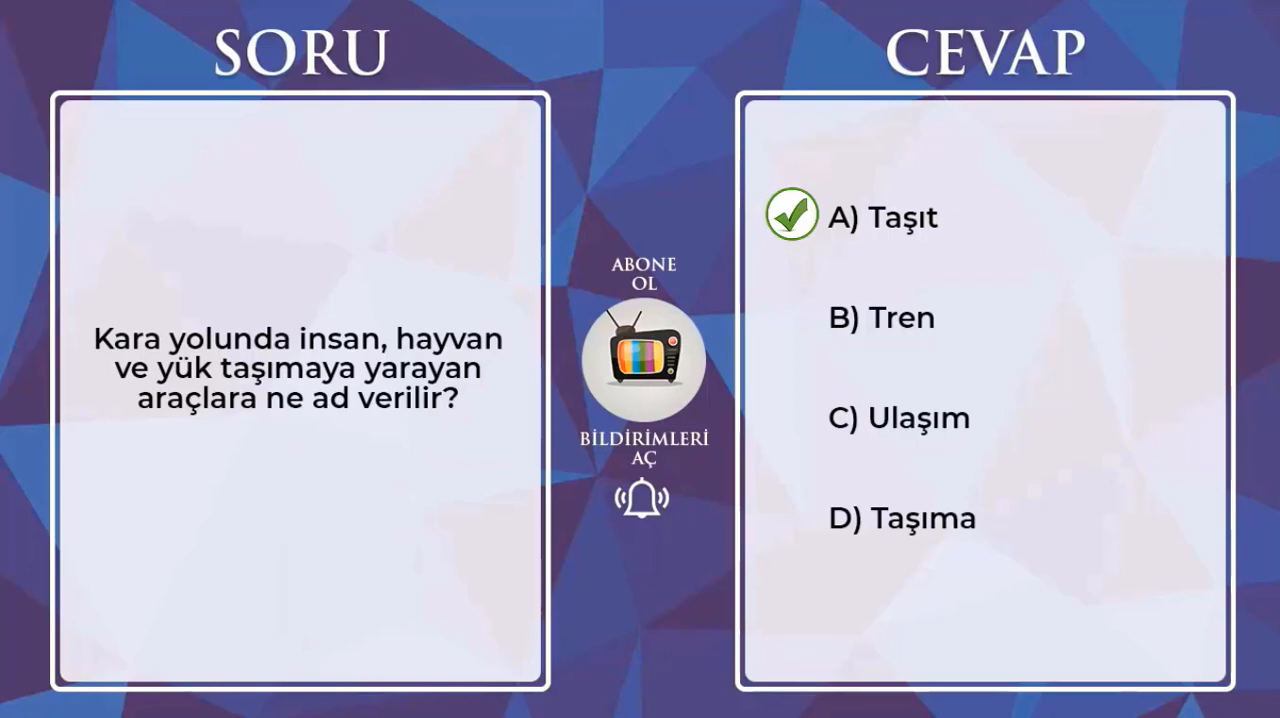 SORU
Kara yolunda insan, hayvan
ve yük taşımaya yarayan
araçlara ne ad verilir?
ABONE
OL
BİLDİRİMLERİ
AÇ
CEVAP
A) Taşıt
B) Tren
C) Ulaşım
D) Taşıma